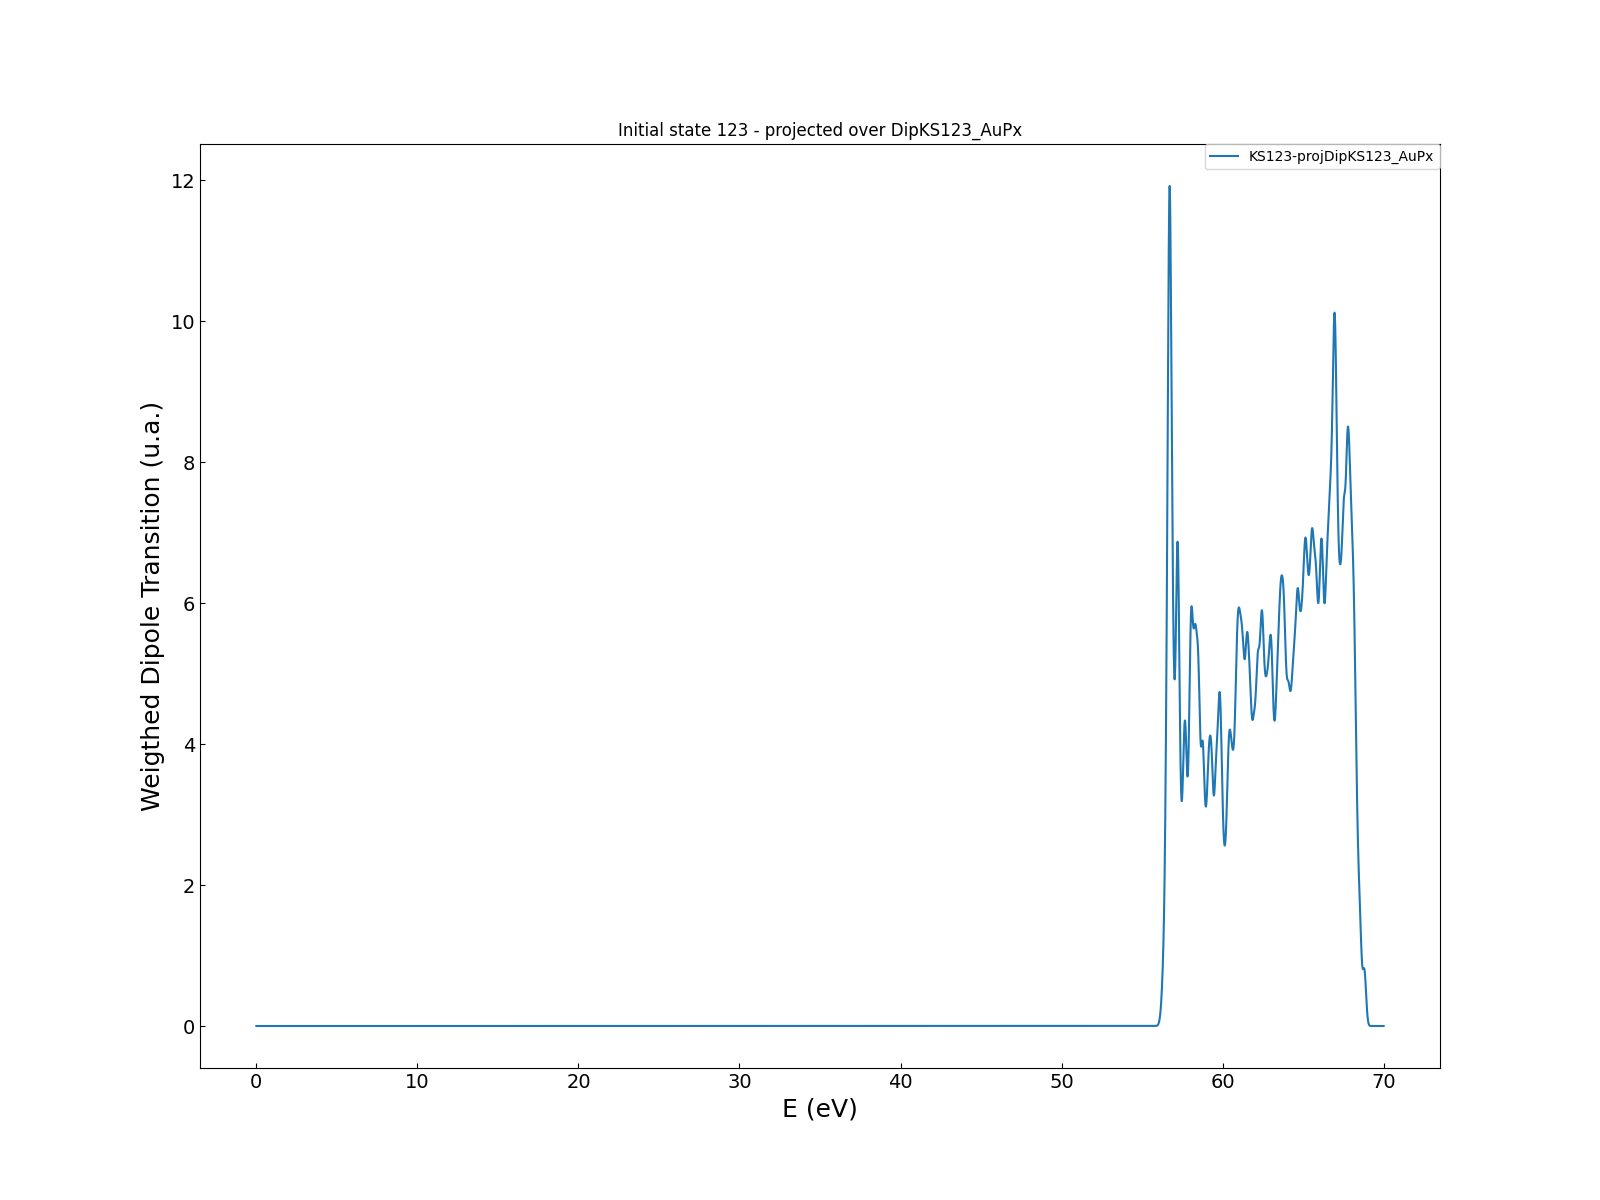 Initial state 123 - projected over DipKS123_AuPx
KS123-projDipKS123_AuPx
Weigthed Dipole Transition (u.a.)
12
10
8
6
4
2
0
0 10 20 30 40 50 60 70
E (eV)